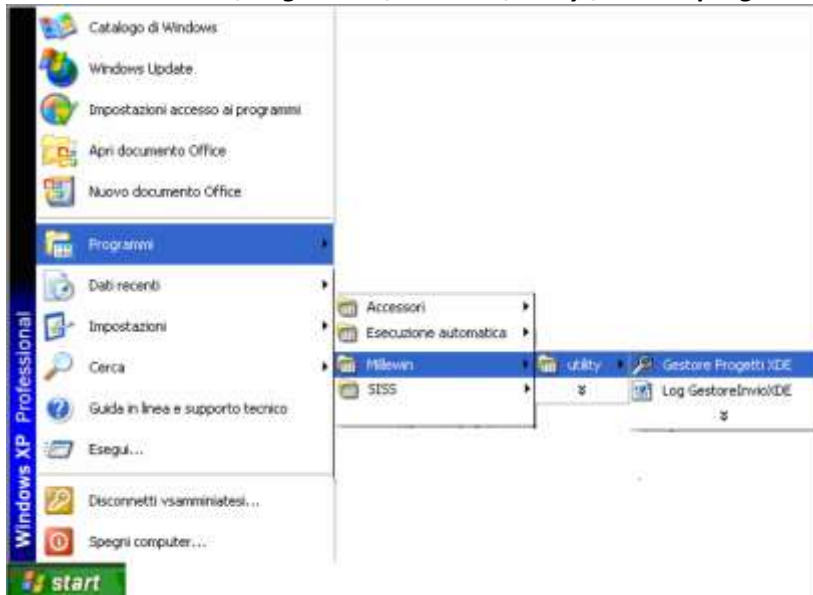 Catalogo di Windows
Windows Update
Impostazioni accesso ai programmi
Apri documento Office
Nuovo documento Office
Programmi
Dati recenti
Impostazioni
Cerca
Guida in linea e supporto tecnico
Esegui...
Disconnetti vsamminiatesi...
Spegni computer...
Accessori
Esecuzione automatica
Millewin
SISS
utility
Gestore Progetti XDE
Log GestoreInvioXDE
Windows XP Professional
start